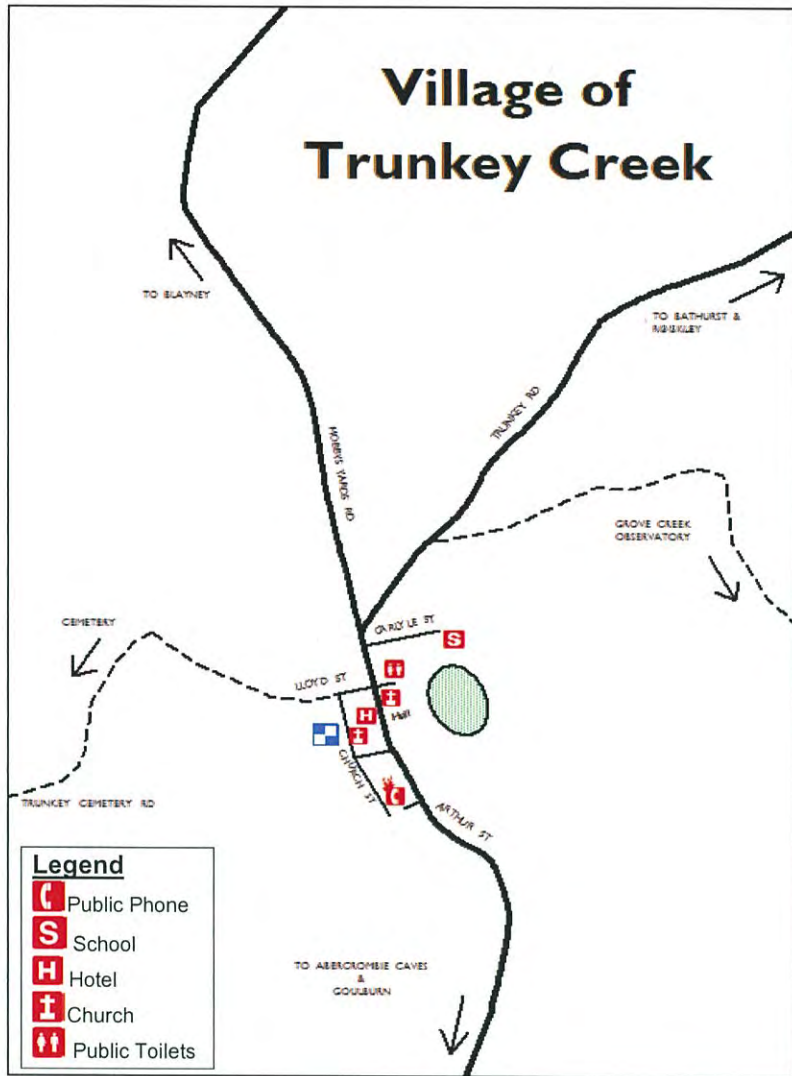 Village of
Trunkey Creek
TO BLAYNEY
TO BATHURST &
TRUNKEY RD
HOBBYS YARDS RD
GROVE CREEK
OBSERVATORY
CEMETERY
CARLYLE ST
S
LLOYD ST
H
Hall
CHURCH ST
TRUNKEY CEMETERY RD
ARTHUR ST
TO ABERCROMBIE CAVES
&
GOULBURN
Legend
Public Phone
S School
H Hotel
Church
Public Toilets